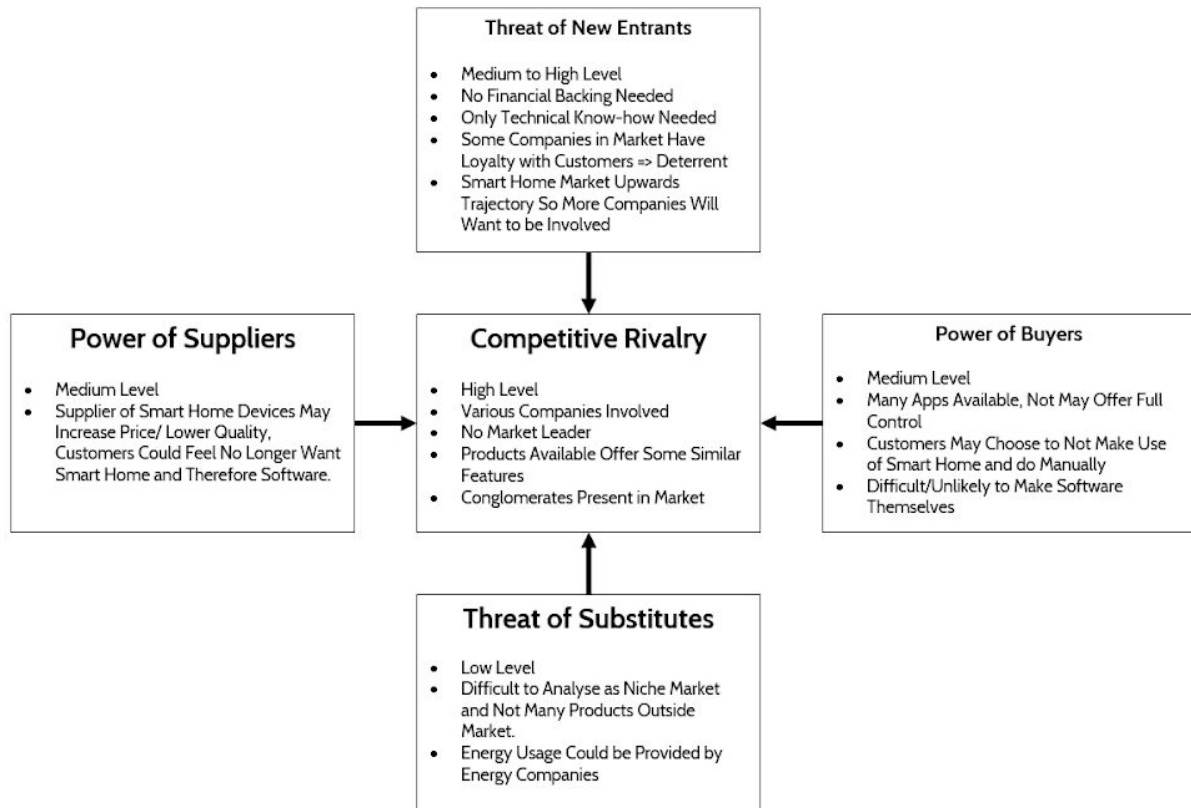 Threat of New Entrants
• Medium to High Level
• No Financial Backing Needed
• Only Technical Know-how Needed
• Some Companies in Market Have
Loyalty with Customers => Deterrent
• Smart Home Market Upwards
Trajectory So More Companies Will
Want to be Involved
Power of Suppliers
• Medium Level
• Supplier of Smart Home Devices May
Increase Price/ Lower Quality,
Customers Could Feel No Longer Want
Smart Home and Therefore Software.
Competitive Rivalry
• High Level
• Various Companies Involved
• No Market Leader
• Products Available Offer Some Similar
Features
• Conglomerates Present in Market
Power of Buyers
• Medium Level
• Many Apps Available, Not May Offer Full
Control
• Customers May Choose to Not Make Use
of Smart Home and do Manually
• Difficult/Unlikely to Make Software
Themselves
Threat of Substitutes
• Low Level
• Difficult to Analyse as Niche Market
and Not Many Products Outside
Market.
• Energy Usage Could be Provided by
Energy Companies